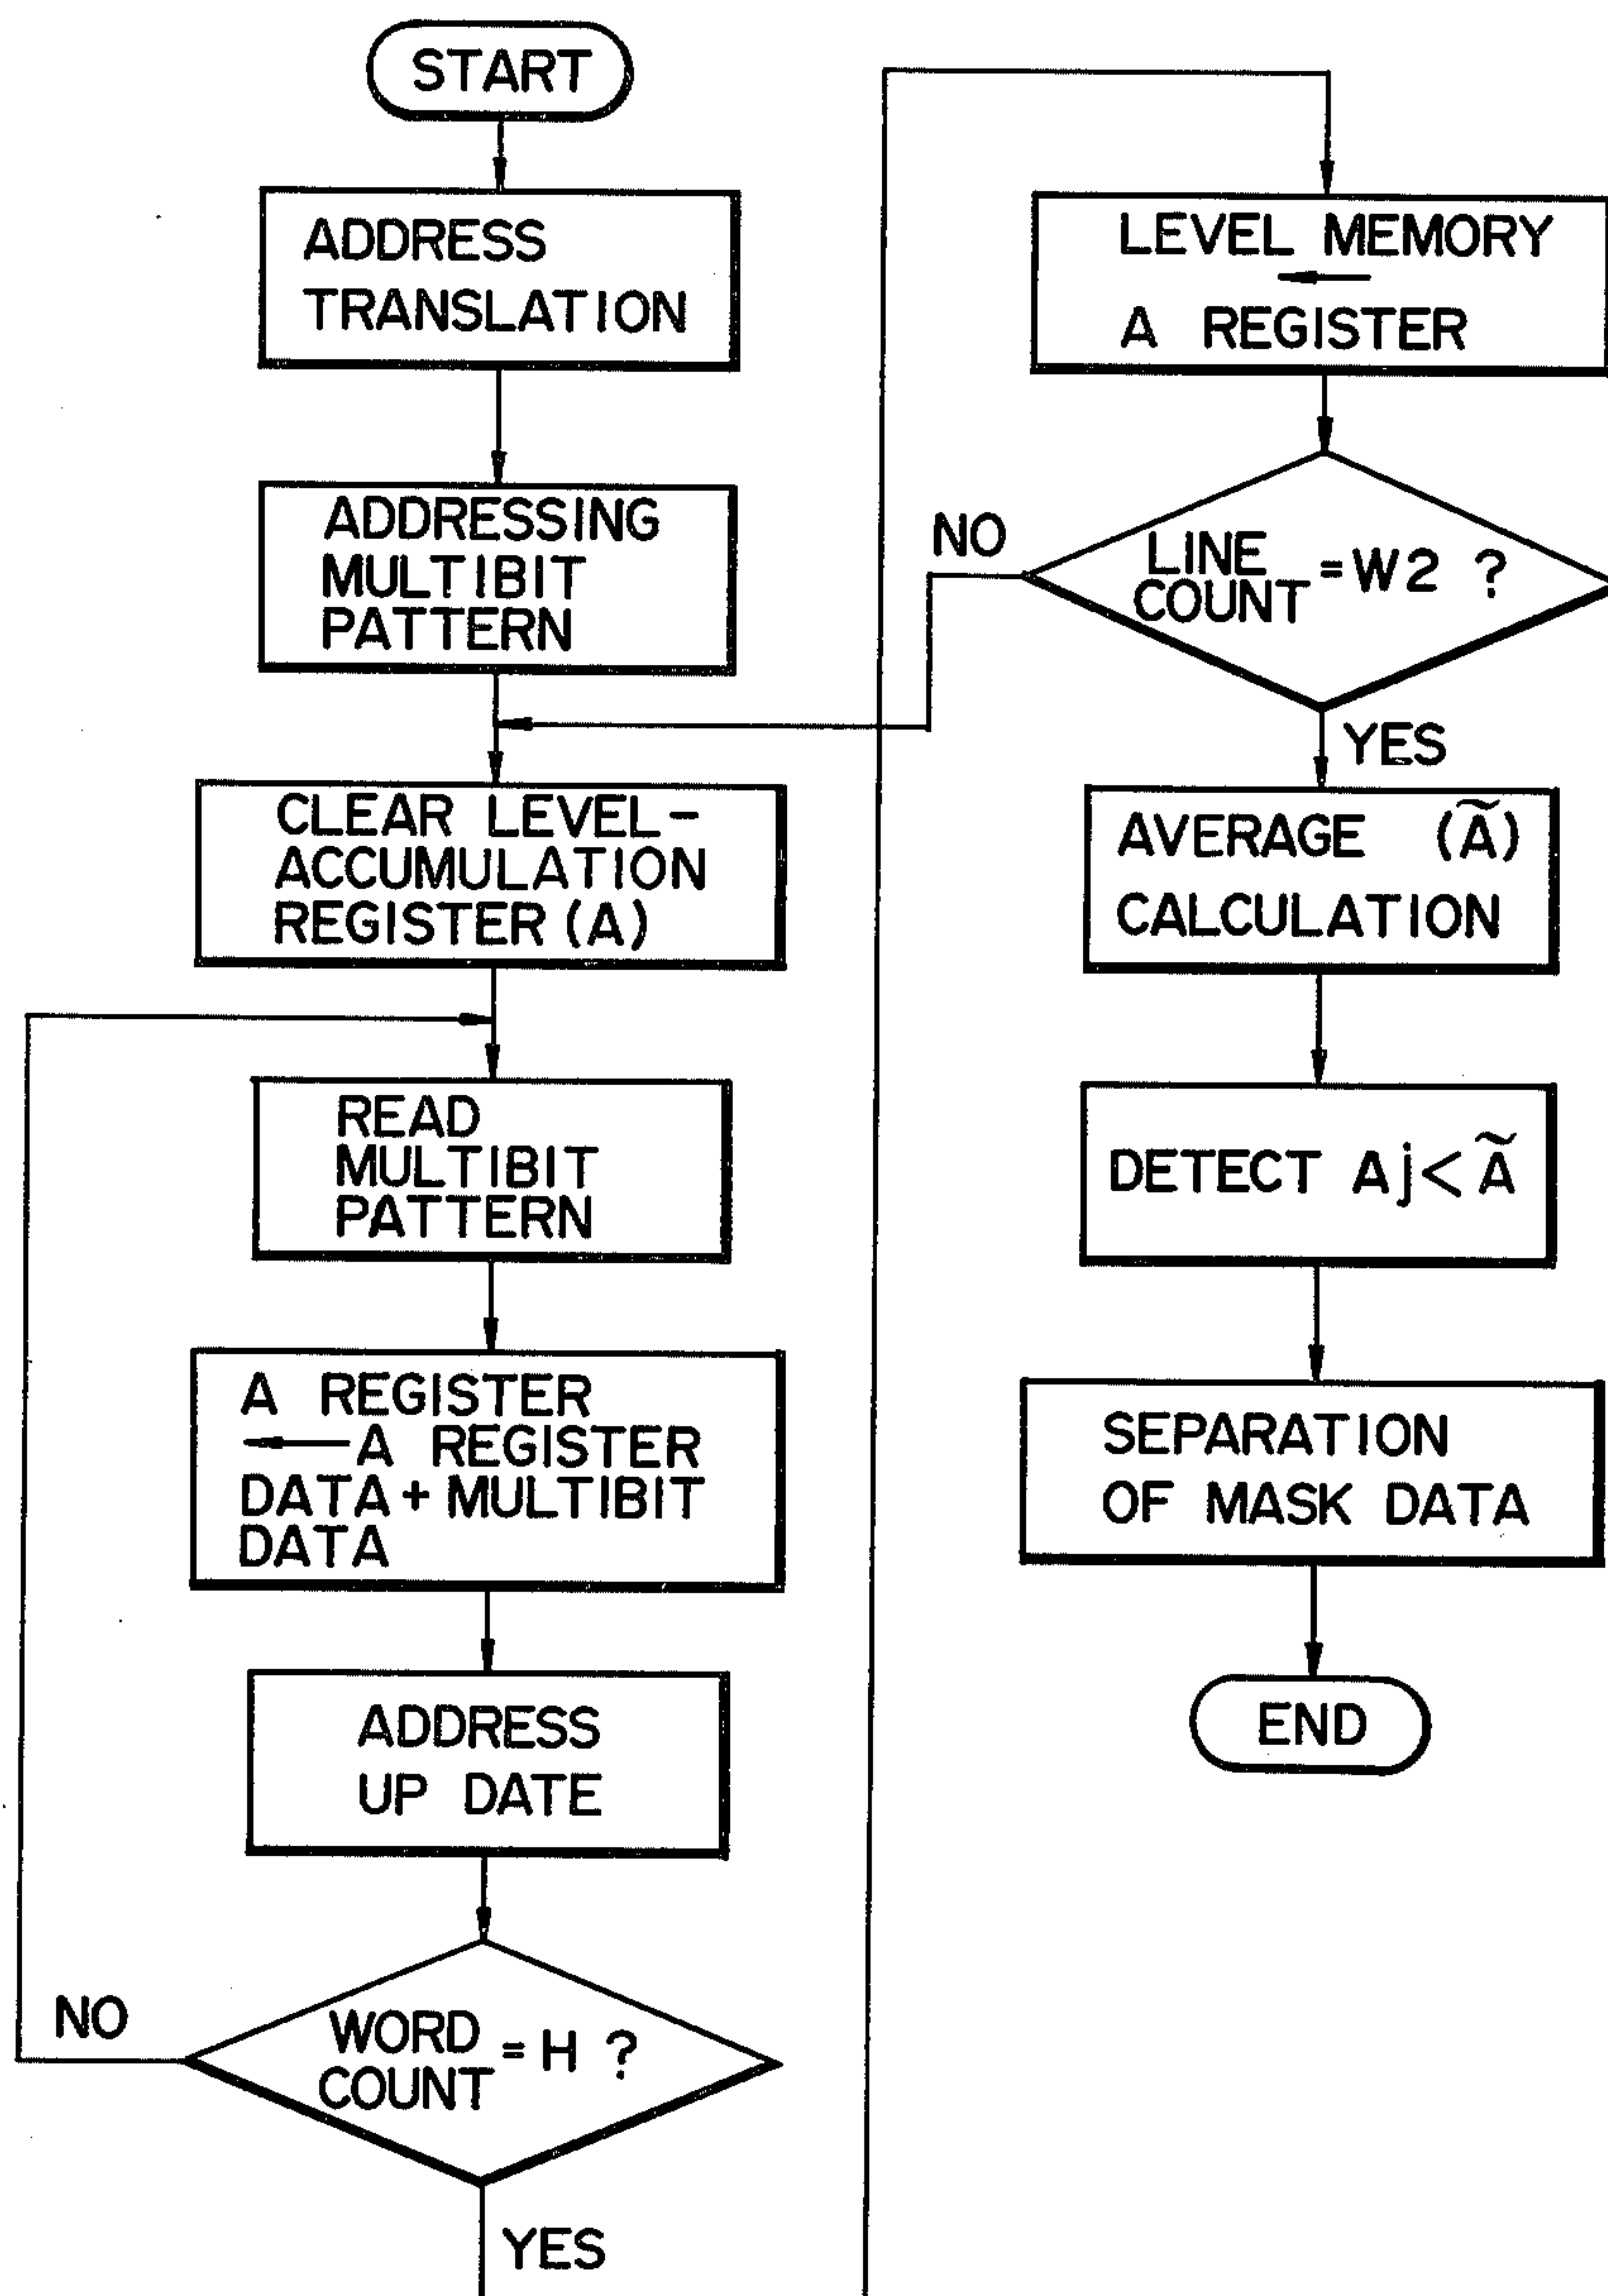 START
ADDRESS
TRANSLATION
ADDRESSING
MULTIBIT
PATTERN
CLEAR LEVEL-
ACCUMULATION
REGISTER (A)
READ
MULTIBIT
PATTERN
A REGISTER
← A REGISTER
DATA + MULTIBIT
DATA
ADDRESS
UP DATE
WORD
COUNT = H ?
NO
YES
LEVEL MEMORY
←
A REGISTER
LINE
COUNT = W2 ?
NO
YES
AVERAGE (Ã)
CALCULATION
DETECT Aj < Ã
SEPARATION
OF MASK DATA
END